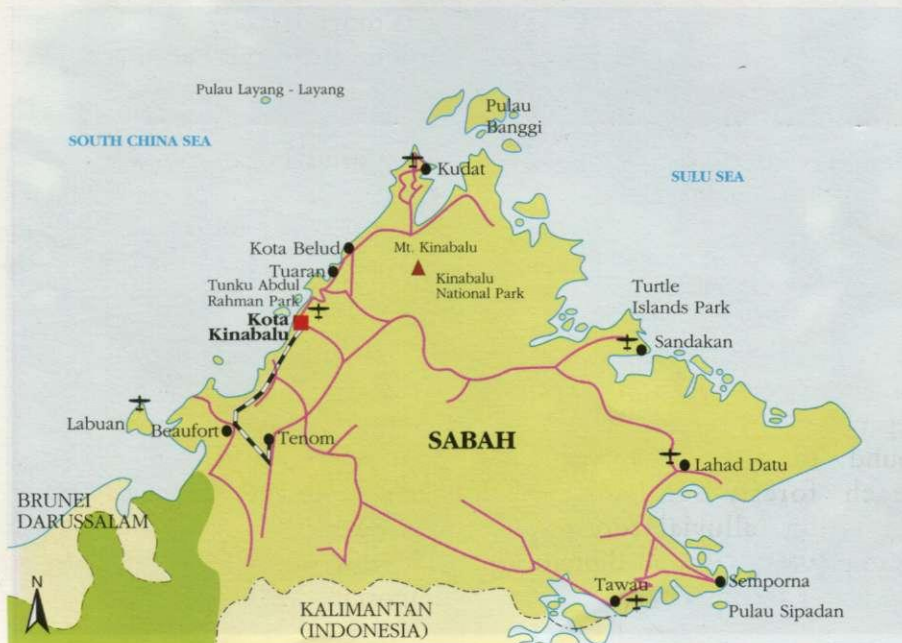 Pulau Layang - Layang
Pulau
Banggi
SOUTH CHINA SEA
SULU SEA
Kudat
Kota Belud
Mt. Kinabalu
Tuaran
Kinabalu
National Park
Tunku Abdul
Rahman Park
Turtle
Islands Park
Kota
Kinabalu
Sandakan
Labuan
Beaufort
Tenom
SABAH
Lahad Datu
BRUNEI
DARUSSALAM
N
KALIMANTAN
(INDONESIA)
Tawau
Semporna
Pulau Sipadan